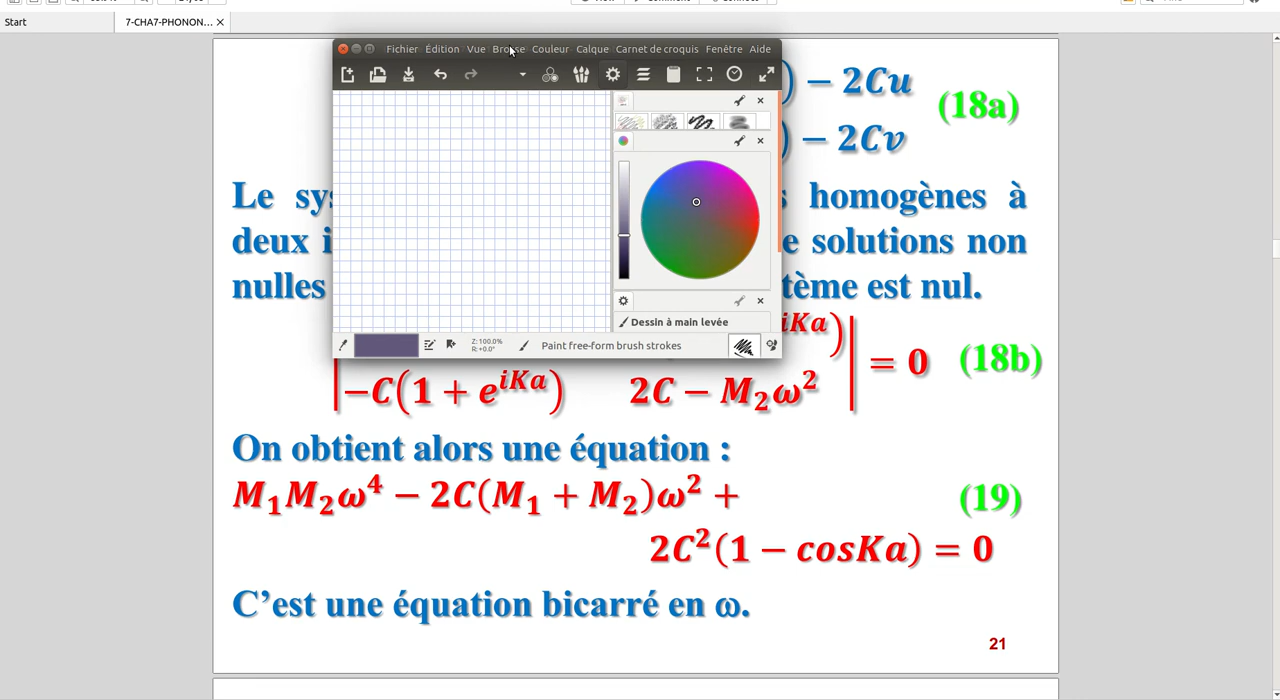 Start
7-CHA7-PHONON...
Fichier Édition Vue Brosse Couleur Calque Carnet de croquis Fenêtre Aide
) − 2Cu
(18a)
) − 2Cv
Le homogènes à
deux solutions non
nulles tème est nul.
Dessin à main levée
Z: 100.0%
R:+0.0°
Paint free-form brush strokes
iKa)
|−C(1 + e^{iKa}) 2C − M₂ω²| = 0 (18b)
On obtient alors une équation :
M₁M₂ω⁴ − 2C(M₁ + M₂)ω² + (19)
2C²(1 − cosKa) = 0
C’est une équation bicarré en ω.
21